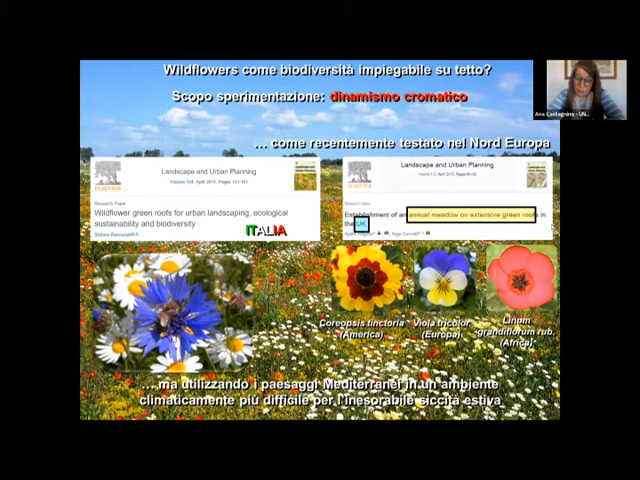 Wildflowers come biodiversità impiegabile su tetto?
Scopo sperimentazione: dinamismo cromatico
Ana Castagnino - UN...
... come recentemente testato nel Nord Europa
ELSEVIER
Landscape and Urban Planning
Research Paper
Wildflower green roofs for urban landscaping, ecological
sustainability and biodiversity
ITALIA
ELSEVIER
Landscape and Urban Planning
Research paper
Establishment of an annual meadow on extensive green roofs in
the UK
Coreopsis tinctoria
(America)
Viola tricolor
(Europa)
Linum
grandiflorum rub.
(Africa)
...ma utilizzando i paesaggi Mediterranei in un ambiente
climaticamente più difficile per l'inesorabile siccità estiva